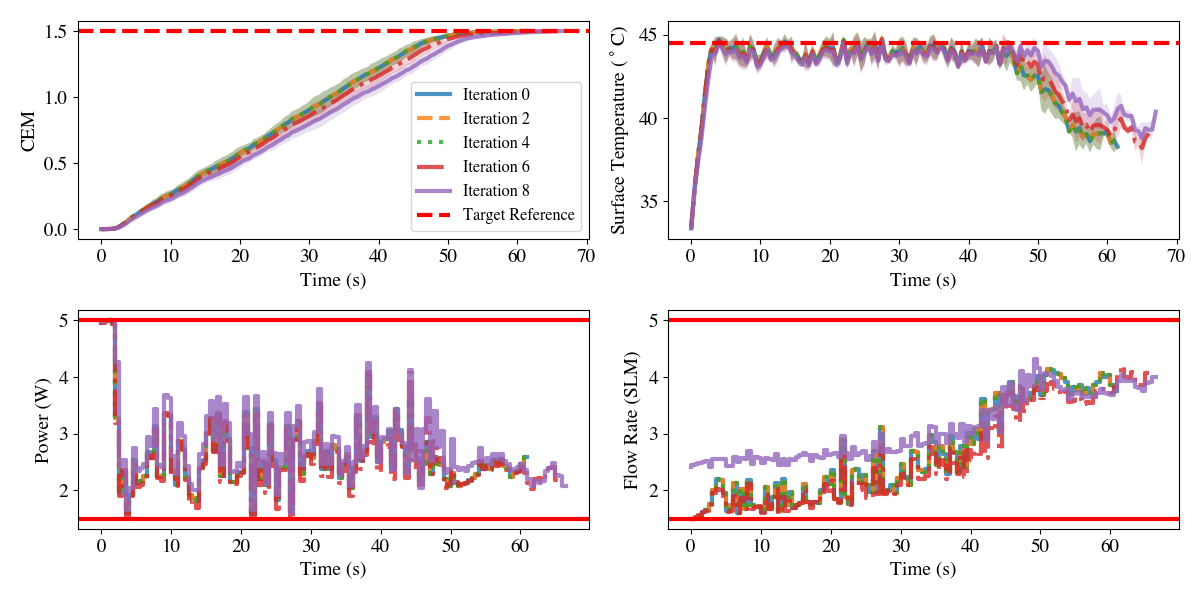 1.5
1.0
0.5
0.0
CEM
Iteration 0
Iteration 2
Iteration 4
Iteration 6
Iteration 8
Target Reference
0 10 20 30 40 50 60 70
Time (s)
45
40
35
Surface Temperature (°C)
0 10 20 30 40 50 60 70
Time (s)
5
4
3
2
Power (W)
0 10 20 30 40 50 60
Time (s)
5
4
3
2
Flow Rate (SLM)
0 10 20 30 40 50 60
Time (s)